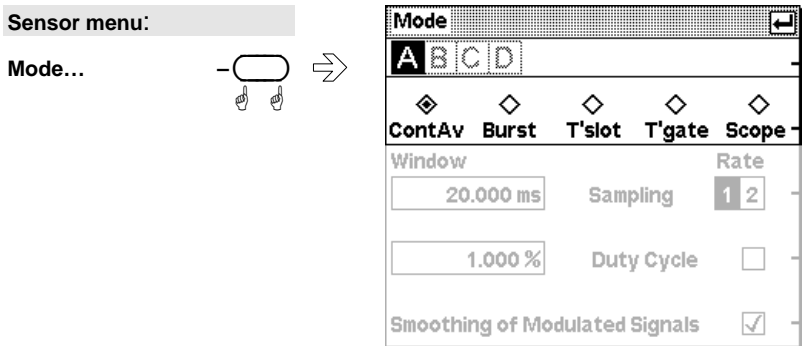 Sensor menu:
Mode…
Mode
A B C D
ContAv Burst T'slot T'gate Scope
Window Rate
20.000 ms Sampling 1 2
1.000 % Duty Cycle
Smoothing of Modulated Signals